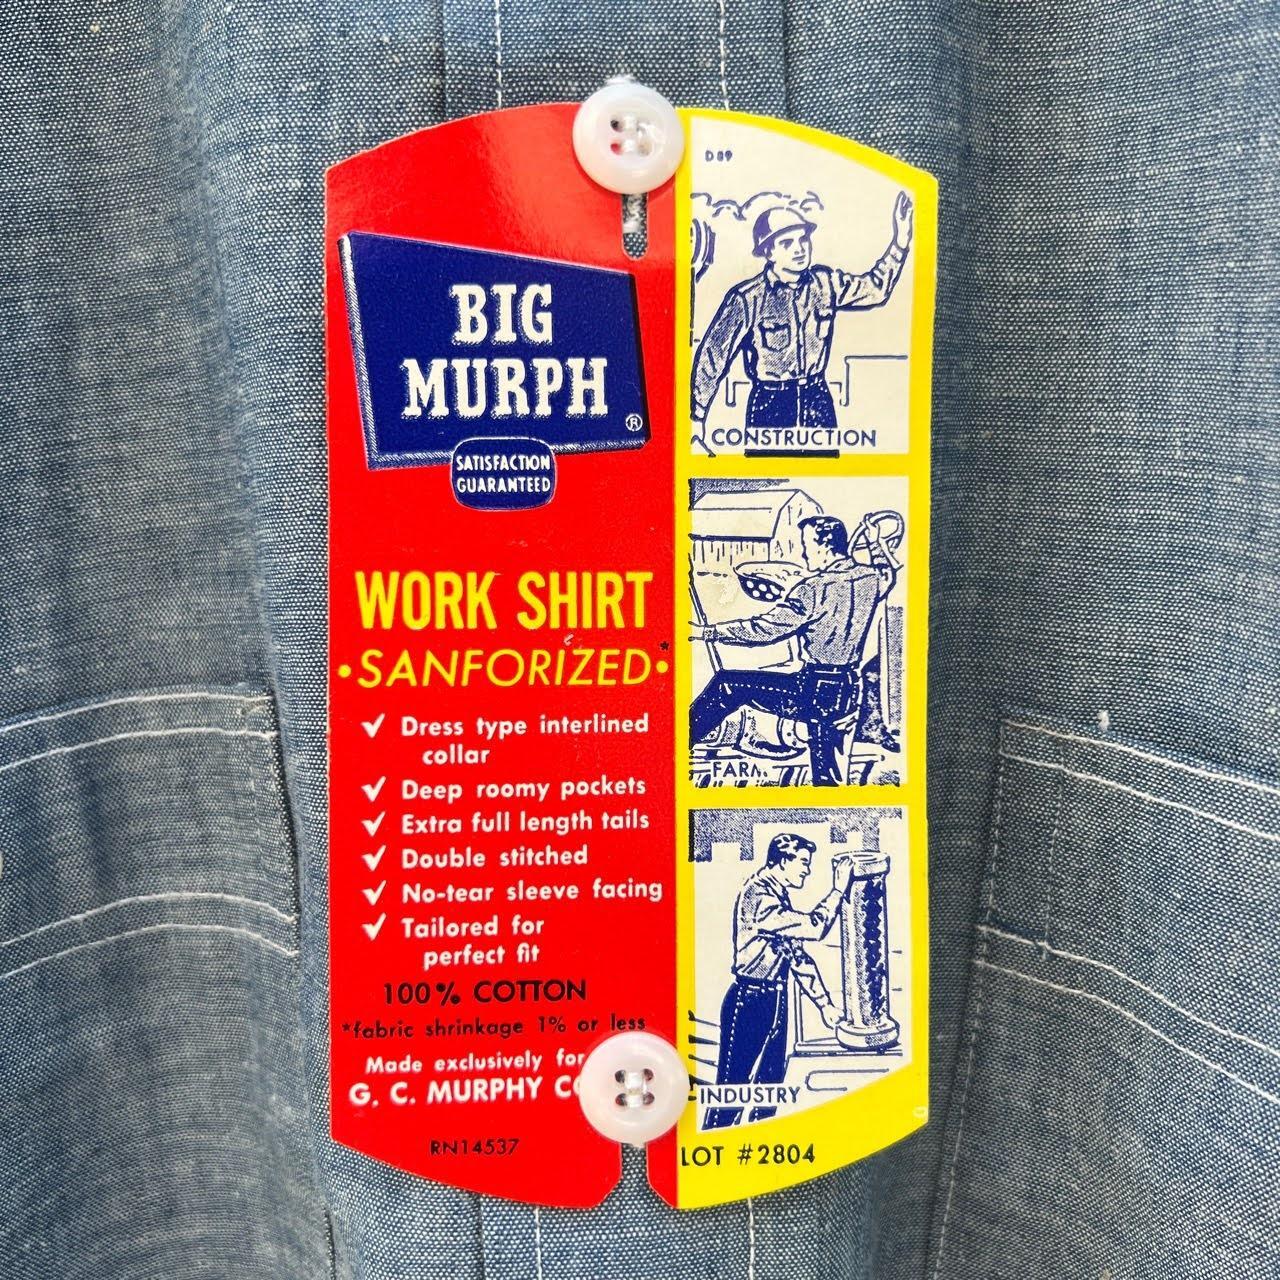 BIG
MURPH
®
SATISFACTION
GUARANTEED
WORK SHIRT
•SANFORIZED•*
✓ Dress type interlined
collar
✓ Deep roomy pockets
✓ Extra full length tails
✓ Double stitched
✓ No-tear sleeve facing
✓ Tailored for
perfect fit
100% COTTON
*fabric shrinkage 1% or less
Made exclusively for
G. C. MURPHY
RN14537
D89
CONSTRUCTION
FARM
INDUSTRY
LOT #2804